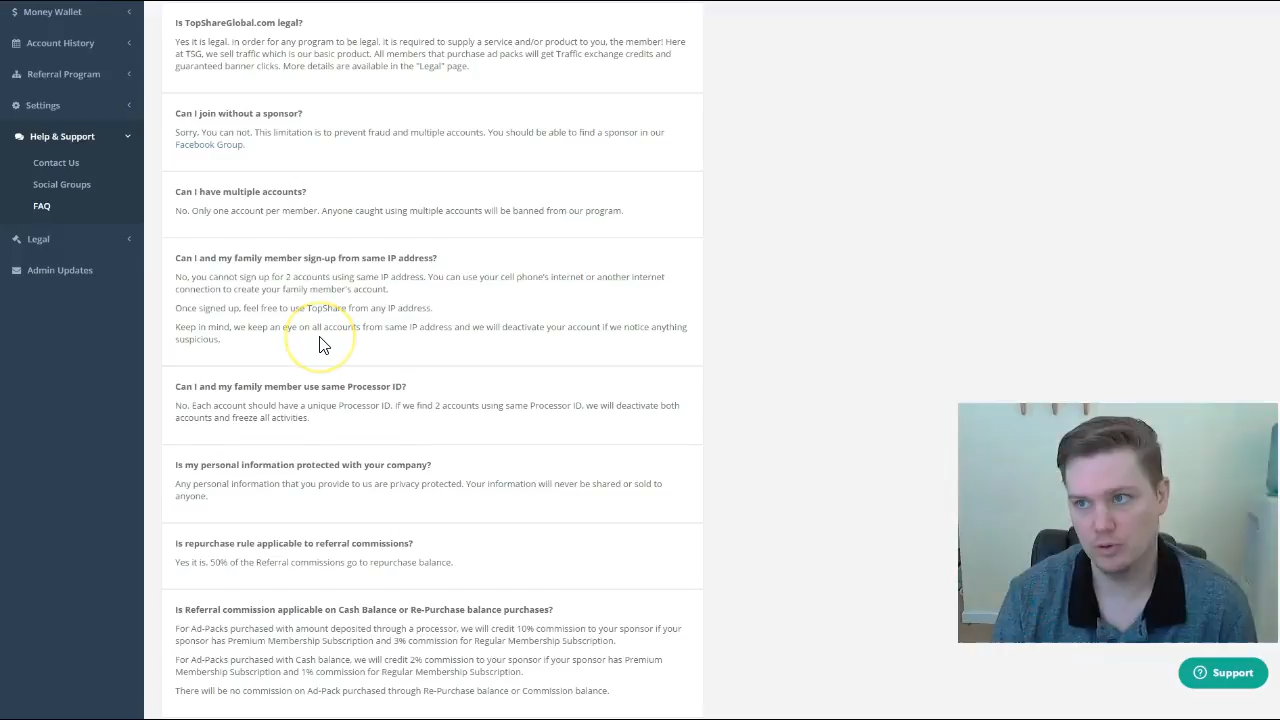 Money Wallet
Account History
Referral Program
Settings
Help & Support
Contact Us
Social Groups
FAQ
Legal
Admin Updates
Is TopShareGlobal.com legal?
Yes it is legal. In order for any program to be legal, it is required to supply a service and/or product to you, the member! Here
at TSG, we sell traffic which is our basic product. All members that purchase ad packs will get Traffic exchange credits and
guaranteed banner clicks. More details are available in the "Legal" page.
Can I join without a sponsor?
Sorry, You can not. This limitation is to prevent fraud and multiple accounts. You should be able to find a sponsor in our
Facebook Group.
Can I have multiple accounts?
No. Only one account per member. Anyone caught using multiple accounts will be banned from our program.
Can I and my family member sign-up from same IP address?
No, you cannot sign up for 2 accounts using same IP address. You can use your cell phone's internet or another internet
connection to create your family member's account.
Once signed up, feel free to use TopShare from any IP address.
Keep in mind, we keep an eye on all accounts from same IP address and we will deactivate your account if we notice anything
suspicious.
Can I and my family member use same Processor ID?
No. Each account should have a unique Processor ID. If we find 2 accounts using same Processor ID, we will deactivate both
accounts and freeze all activities.
Is my personal information protected with your company?
Any personal information that you provide to us are privacy protected. Your information will never be shared or sold to
anyone.
Is repurchase rule applicable to referral commissions?
Yes it is. 50% of the Referral commissions go to repurchase balance.
Is Referral commission applicable on Cash Balance or Re-Purchase balance purchases?
For Ad-Packs purchased with amount deposited through a processor, we will credit 10% commission to your sponsor if your
sponsor has Premium Membership Subscription and 3% commission for Regular Membership Subscription.
For Ad-Packs purchased with Cash balance, we will credit 2% commission to your sponsor if your sponsor has Premium
Membership Subscription and 1% commission for Regular Membership Subscription.
There will be no commission on Ad-Pack purchased through Re-Purchase balance or Commission balance.
Support